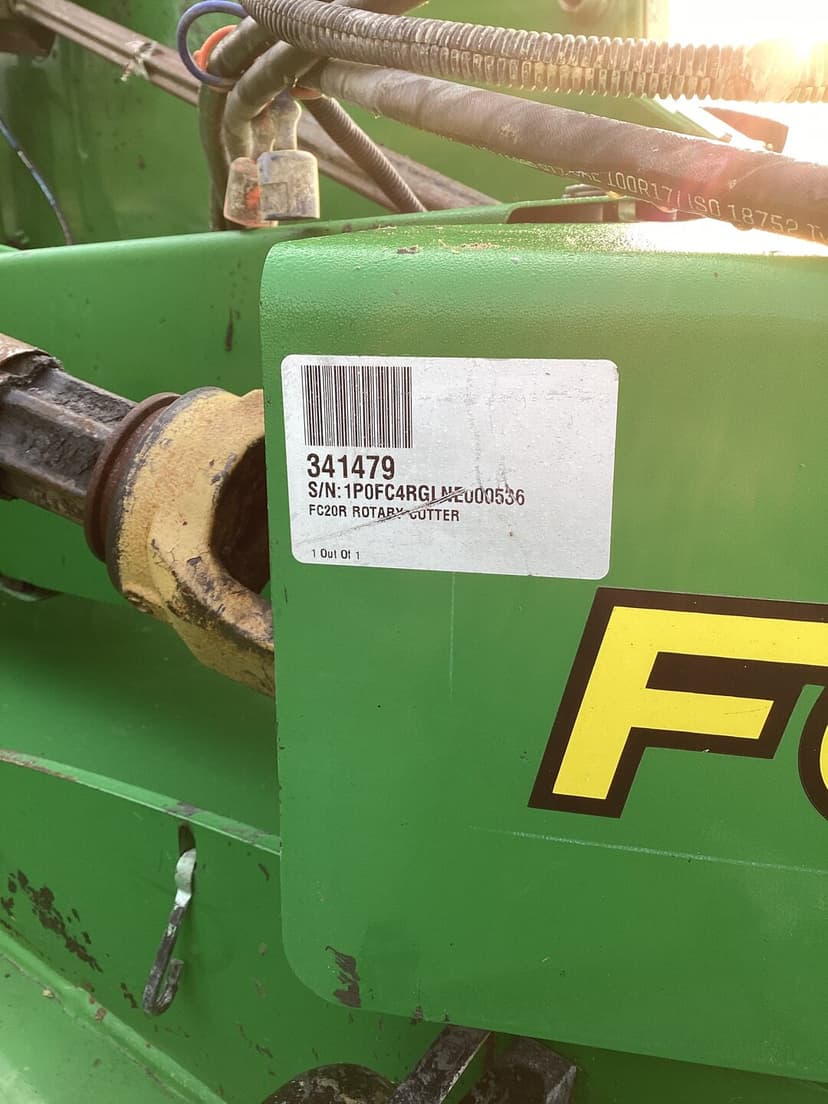 100R17/ISO 18752
341479
S/N: 1P0FC4RGLNE000536
FC20R ROTARY CUTTER
1 Out Of 1
F